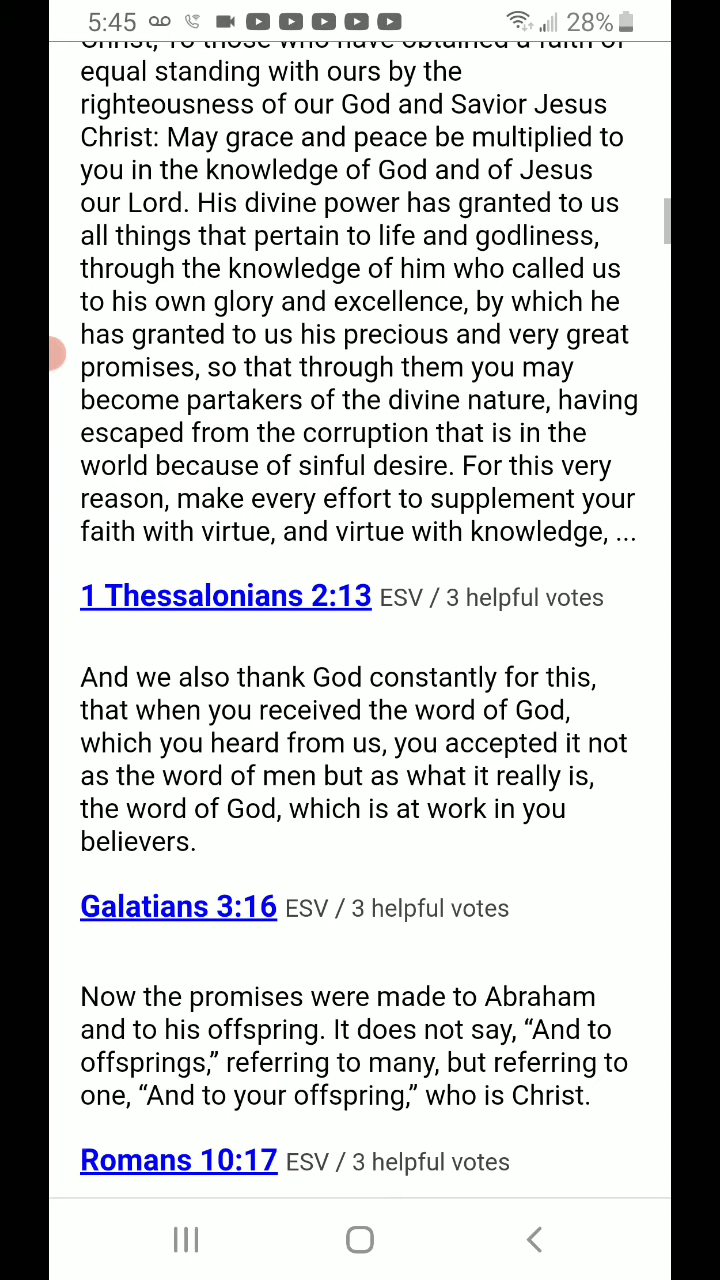 5:45
28%
Christ, To those who have obtained a faith of
equal standing with ours by the
righteousness of our God and Savior Jesus
Christ: May grace and peace be multiplied to
you in the knowledge of God and of Jesus
our Lord. His divine power has granted to us
all things that pertain to life and godliness,
through the knowledge of him who called us
to his own glory and excellence, by which he
has granted to us his precious and very great
promises, so that through them you may
become partakers of the divine nature, having
escaped from the corruption that is in the
world because of sinful desire. For this very
reason, make every effort to supplement your
faith with virtue, and virtue with knowledge, ...
1 Thessalonians 2:13 ESV / 3 helpful votes
And we also thank God constantly for this,
that when you received the word of God,
which you heard from us, you accepted it not
as the word of men but as what it really is,
the word of God, which is at work in you
believers.
Galatians 3:16 ESV / 3 helpful votes
Now the promises were made to Abraham
and to his offspring. It does not say, “And to
offsprings,” referring to many, but referring to
one, “And to your offspring,” who is Christ.
Romans 10:17 ESV / 3 helpful votes